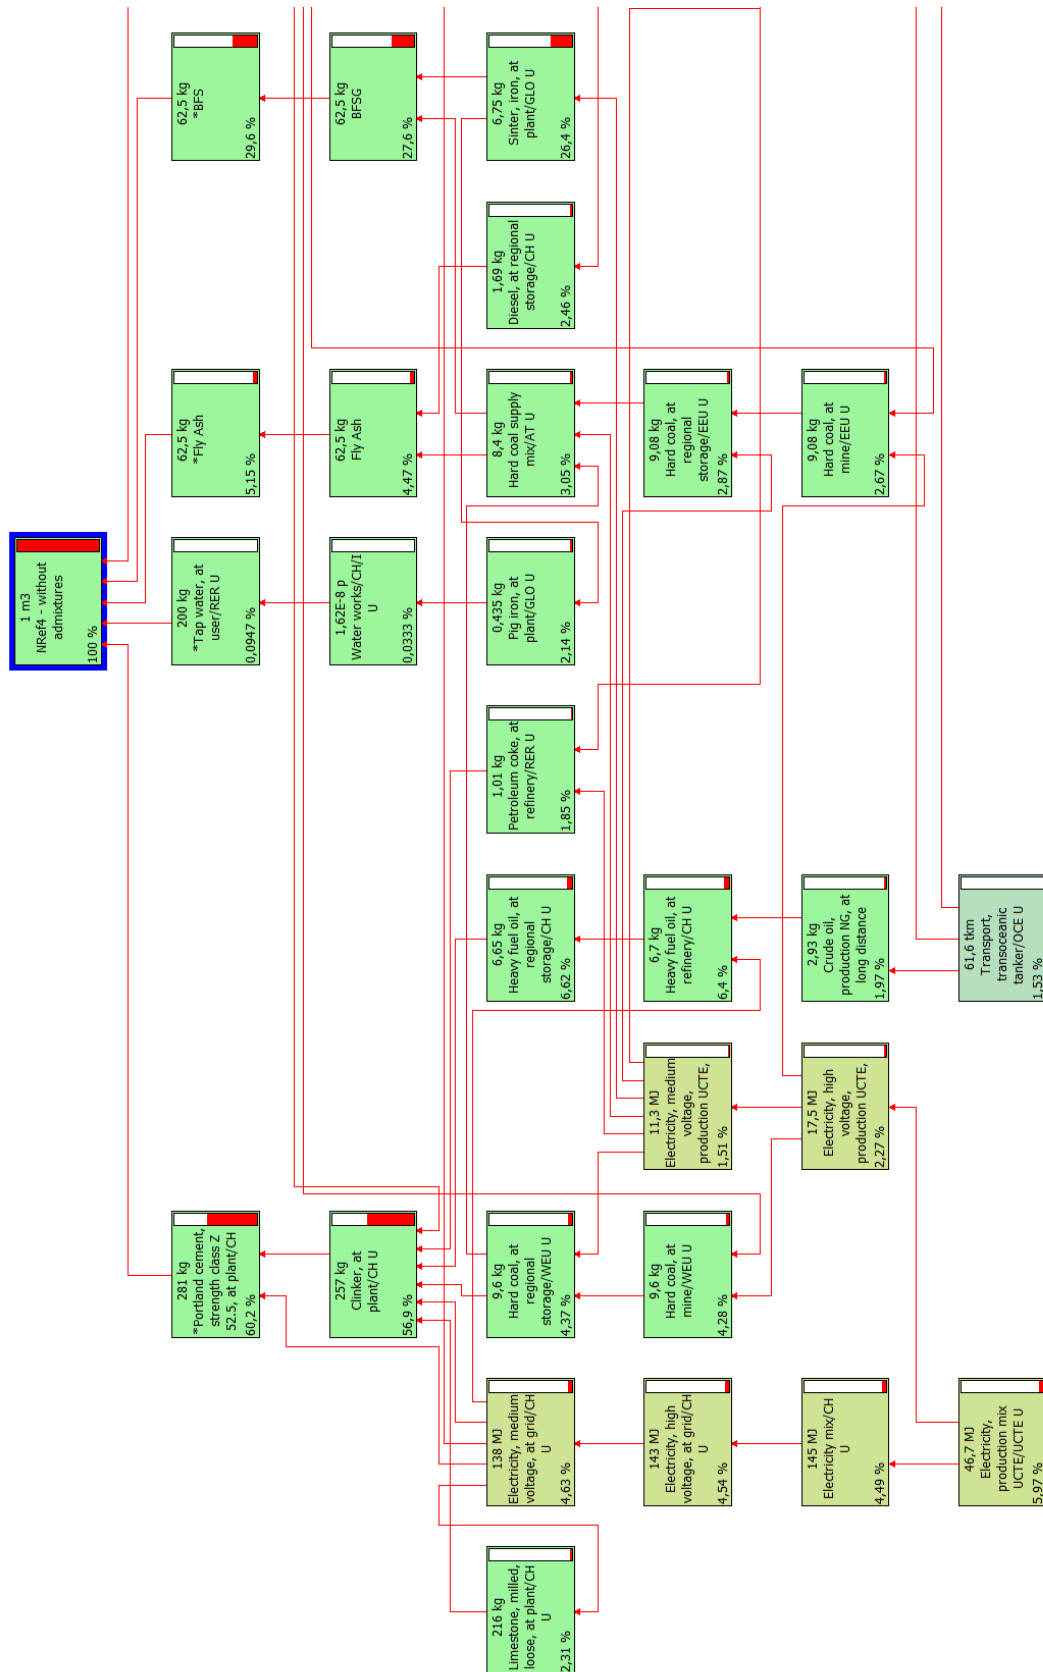 1 m3
NRef4 - without
admixtures
100 %
281 kg
*Portland cement,
strength class Z
52.5, at plant/CH
60,2 %
200 kg
*Tap water, at
user/RER U
0,0947 %
62,5 kg
*Fly Ash
5,15 %
62,5 kg
*BFS
29,6 %
257 kg
Clinker, at
plant/CH U
56,9 %
1,62E-8 p
Water works/CH/I
U
0,0333 %
62,5 kg
Fly Ash
4,47 %
62,5 kg
BFSG
27,6 %
216 kg
Limestone, milled,
loose, at plant/CH
U
2,31 %
138 MJ
Electricity, medium
voltage, at grid/CH
U
4,63 %
9,6 kg
Hard coal, at
regional
storage/WEU U
4,37 %
6,65 kg
Heavy fuel oil, at
regional
storage/CH U
6,62 %
1,01 kg
Petroleum coke, at
refinery/RER U
1,85 %
0,435 kg
Pig iron, at
plant/GLO U
2,14 %
8,4 kg
Hard coal supply
mix/AT U
3,05 %
1,69 kg
Diesel, at regional
storage/CH U
2,46 %
6,75 kg
Sinter, iron, at
plant/GLO U
26,4 %
143 MJ
Electricity, high
voltage, at grid/CH
U
4,54 %
9,6 kg
Hard coal, at
mine/WEU U
4,28 %
11,3 MJ
Electricity, medium
voltage,
production UCTE,
1,51 %
6,7 kg
Heavy fuel oil, at
refinery/CH U
6,4 %
9,08 kg
Hard coal, at
regional
storage/EEU U
2,87 %
145 MJ
Electricity mix/CH
U
4,49 %
17,5 MJ
Electricity, high
voltage,
production UCTE,
2,27 %
2,93 kg
Crude oil,
production NG, at
long distance
1,97 %
9,08 kg
Hard coal, at
mine/EEU U
2,67 %
46,7 MJ
Electricity,
production mix
UCTE/UCTE U
5,97 %
61,6 tkm
Transport,
transoceanic
tanker/OCE U
1,53 %